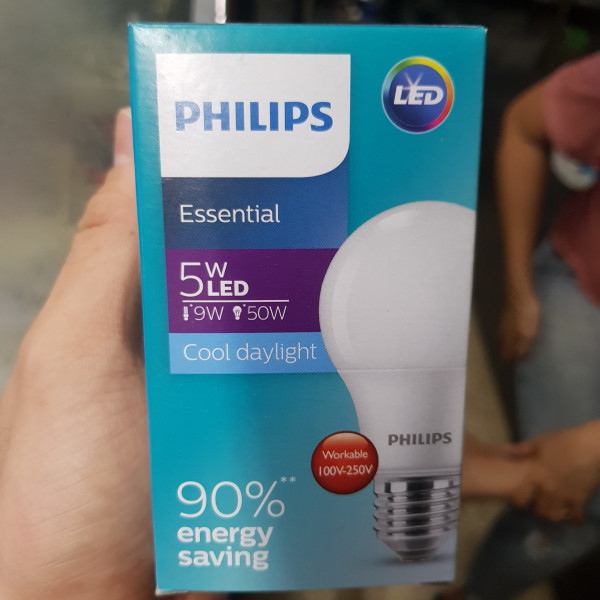 PHILIPS
LED
Essential
5W
LED
*9W *50W
Cool daylight
PHILIPS
Workable
100V-250V
90%**
energy
saving